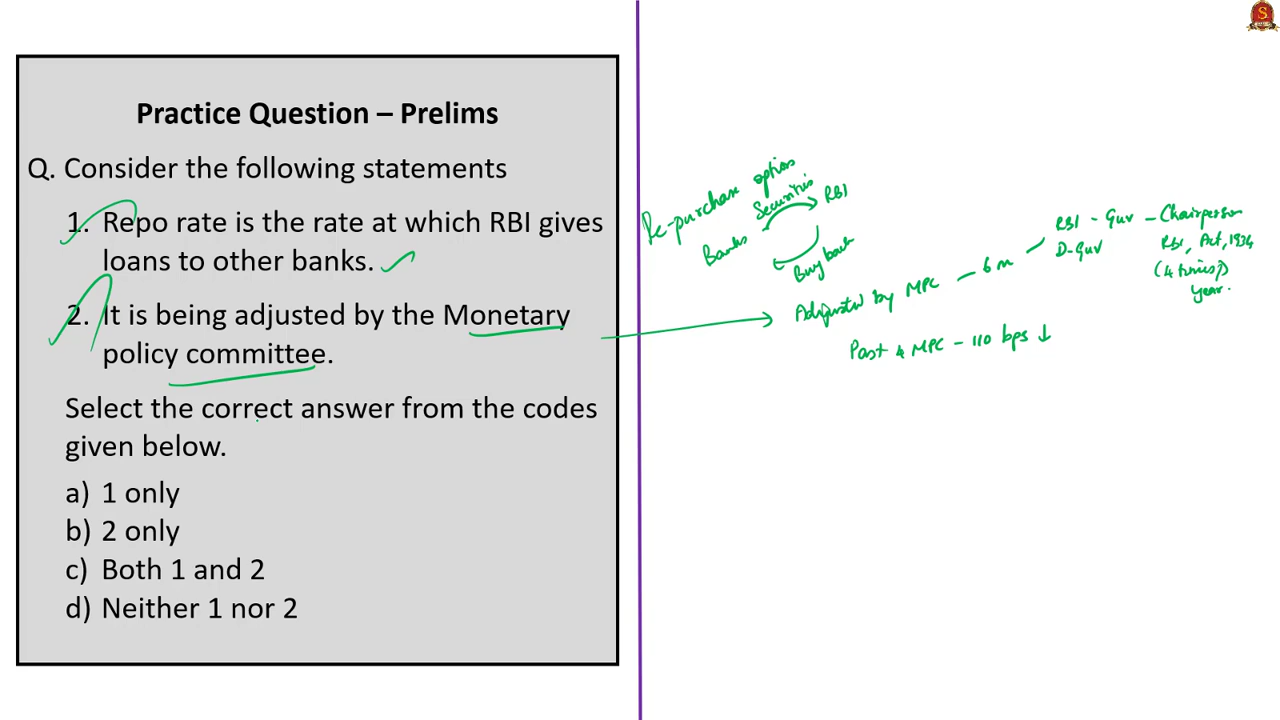 Practice Question – Prelims
Q. Consider the following statements
1. Repo rate is the rate at which RBI gives
loans to other banks.
2. It is being adjusted by the Monetary
policy committee.
Select the correct answer from the codes
given below.
a) 1 only
b) 2 only
c) Both 1 and 2
d) Neither 1 nor 2
Re-purchase option
Securities
Banks
RBI
Buy back
Adjusted by MPC – 6 m
RBI - Guv – Chairperson
D-Guv
RBI, Act, 1934
(4 times)
Year.
Past 4 MPC – 110 bps ↓
S